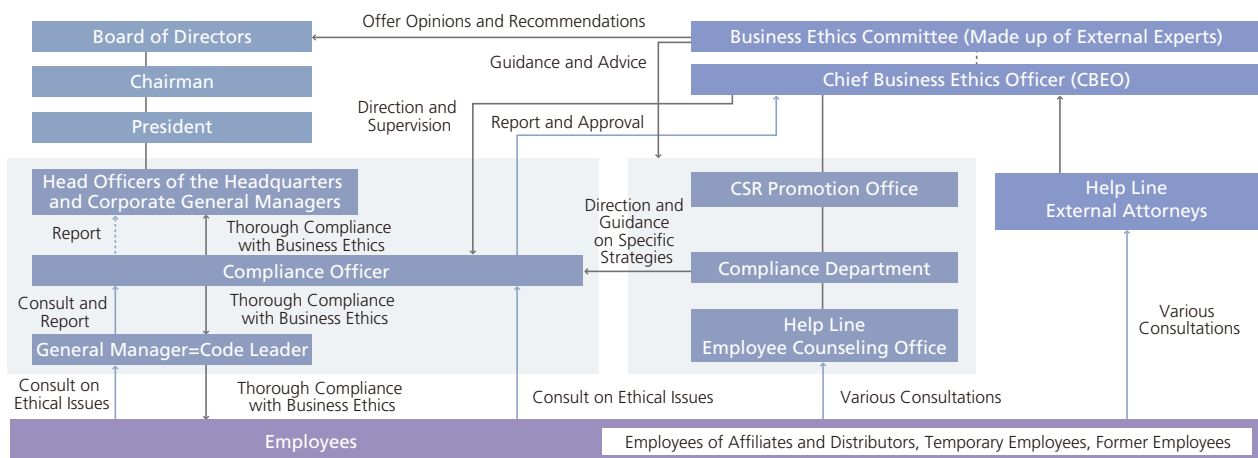 Offer Opinions and Recommendations
Board of Directors
Business Ethics Committee (Made up of External Experts)
Guidance and Advice
Chairman
Chief Business Ethics Officer (CBEO)
Direction and
Supervision
Report and Approval
President
Head Officers of the Headquarters
and Corporate General Managers
CSR Promotion Office
Help Line
External Attorneys
Report
Thorough Compliance
with Business Ethics
Direction and
Guidance
on Specific
Strategies
Compliance Officer
Compliance Department
Consult and
Report
Thorough Compliance
with Business Ethics
Various
Consultations
General Manager=Code Leader
Help Line
Employee Counseling Office
Consult on
Ethical Issues
Thorough Compliance
with Business Ethics
Consult on Ethical Issues
Various Consultations
Employees
Employees of Affiliates and Distributors, Temporary Employees, Former Employees